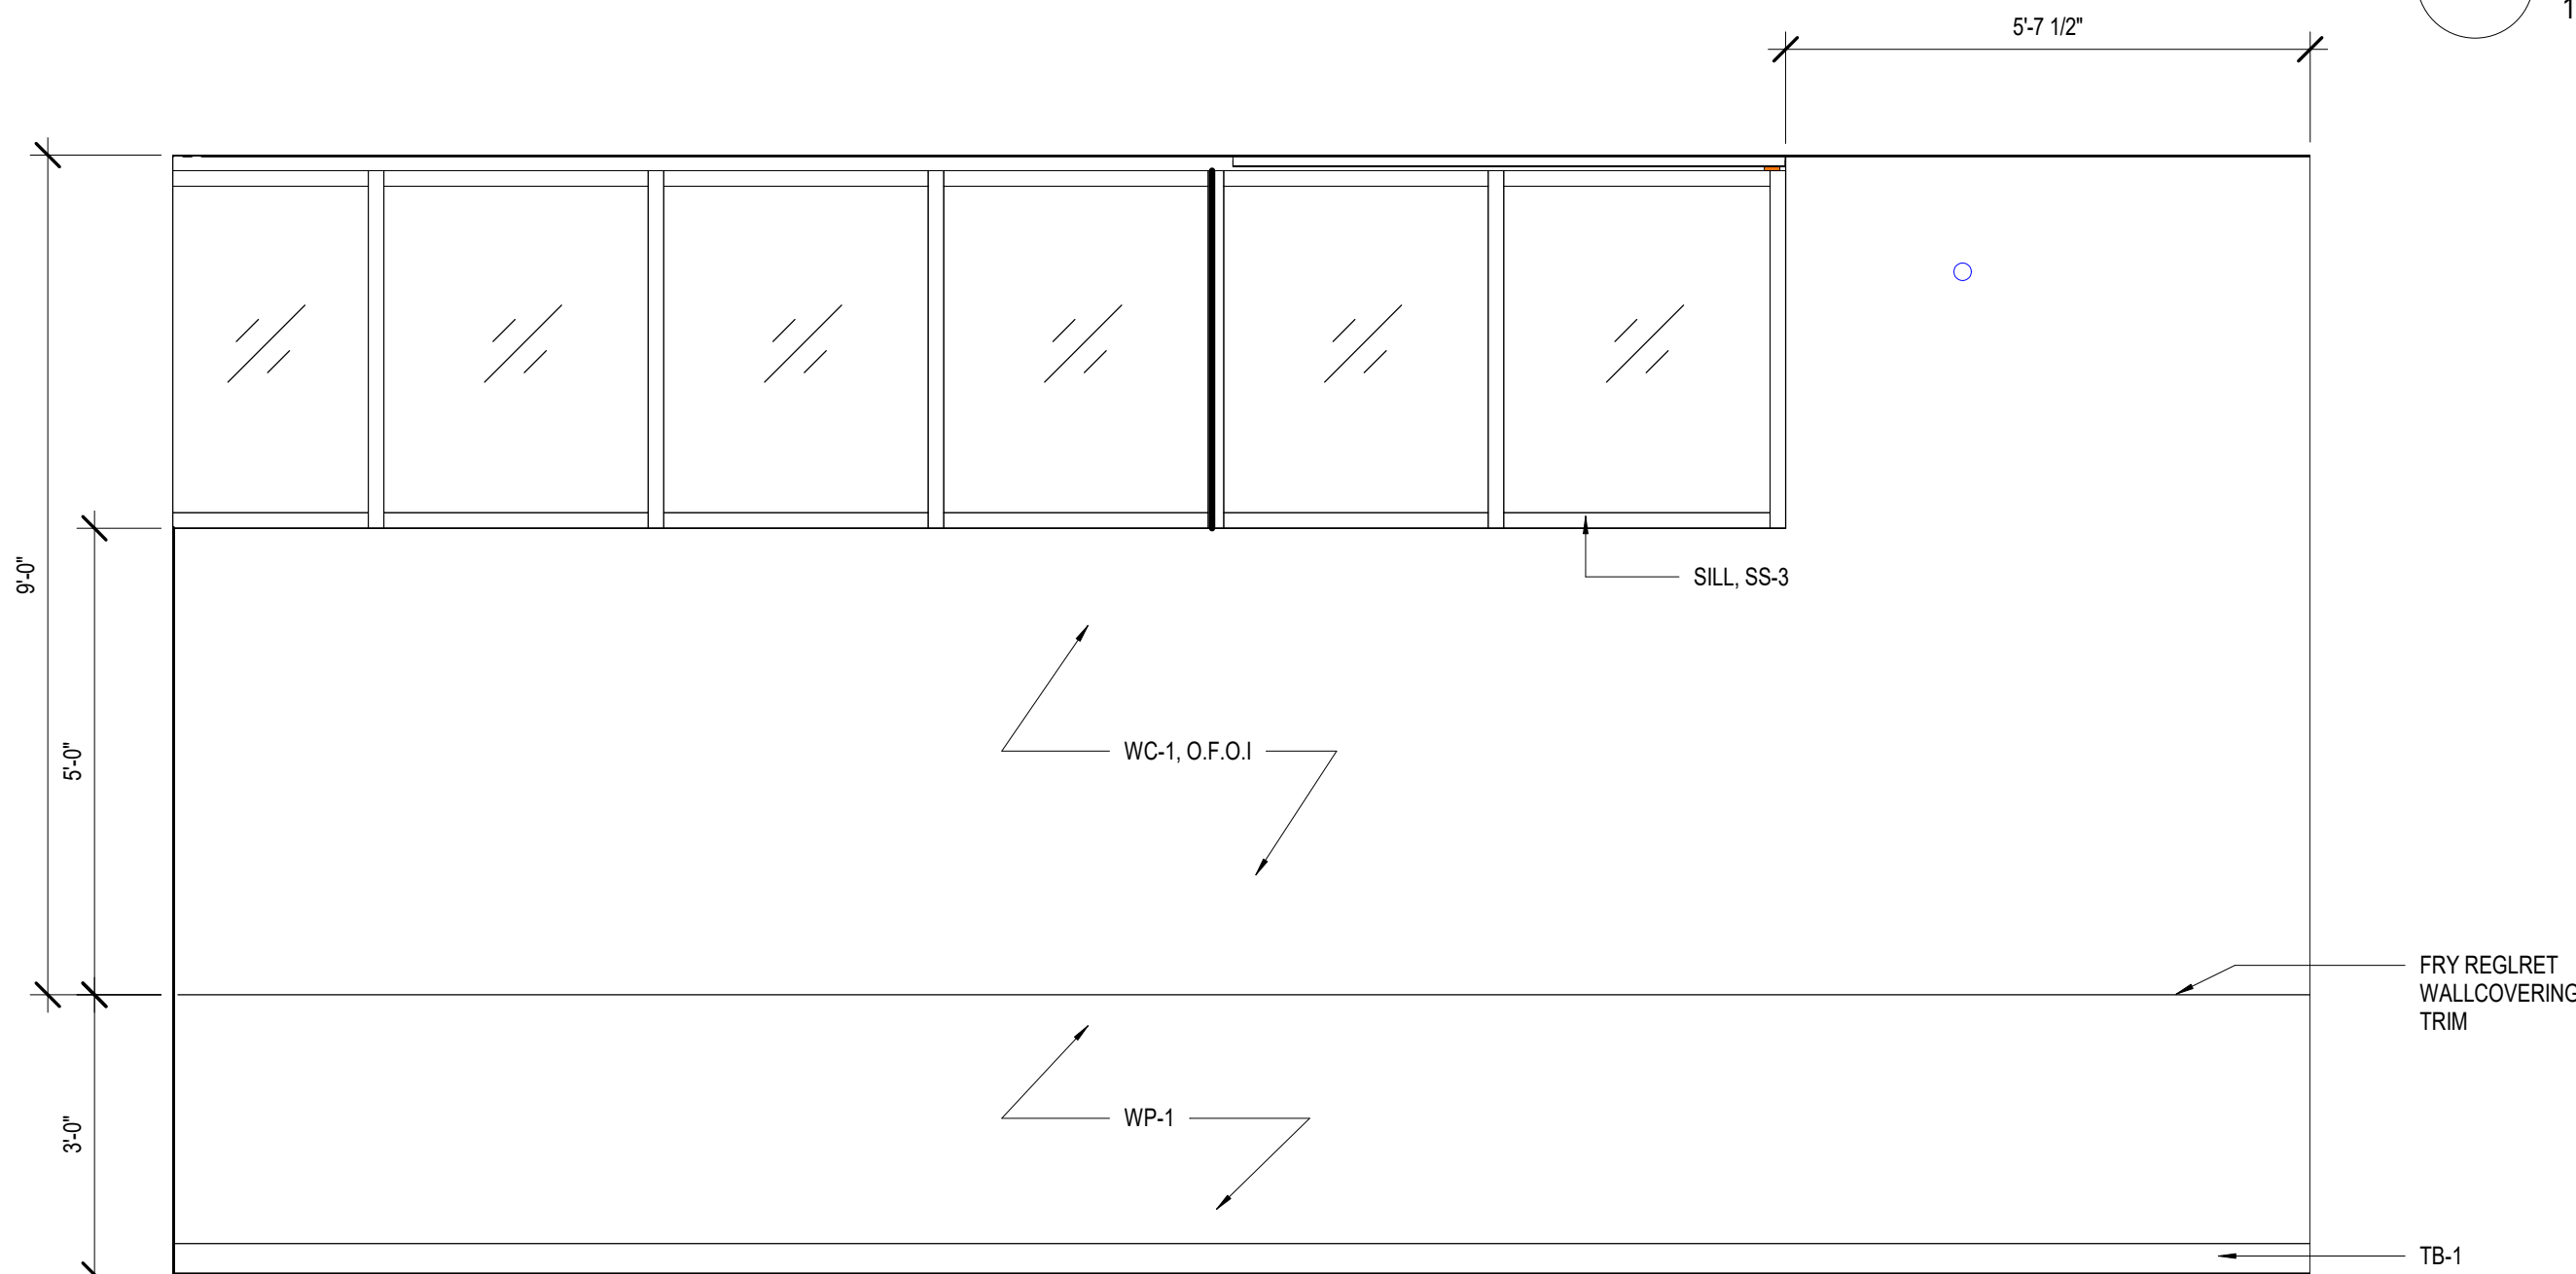 1
5'-7 1/2"
9'-0"
SILL, SS-3
5'-0"
WC-1, O.F.O.I
FRY REGLRET
WALLCOVERING
TRIM
3'-0"
WP-1
TB-1